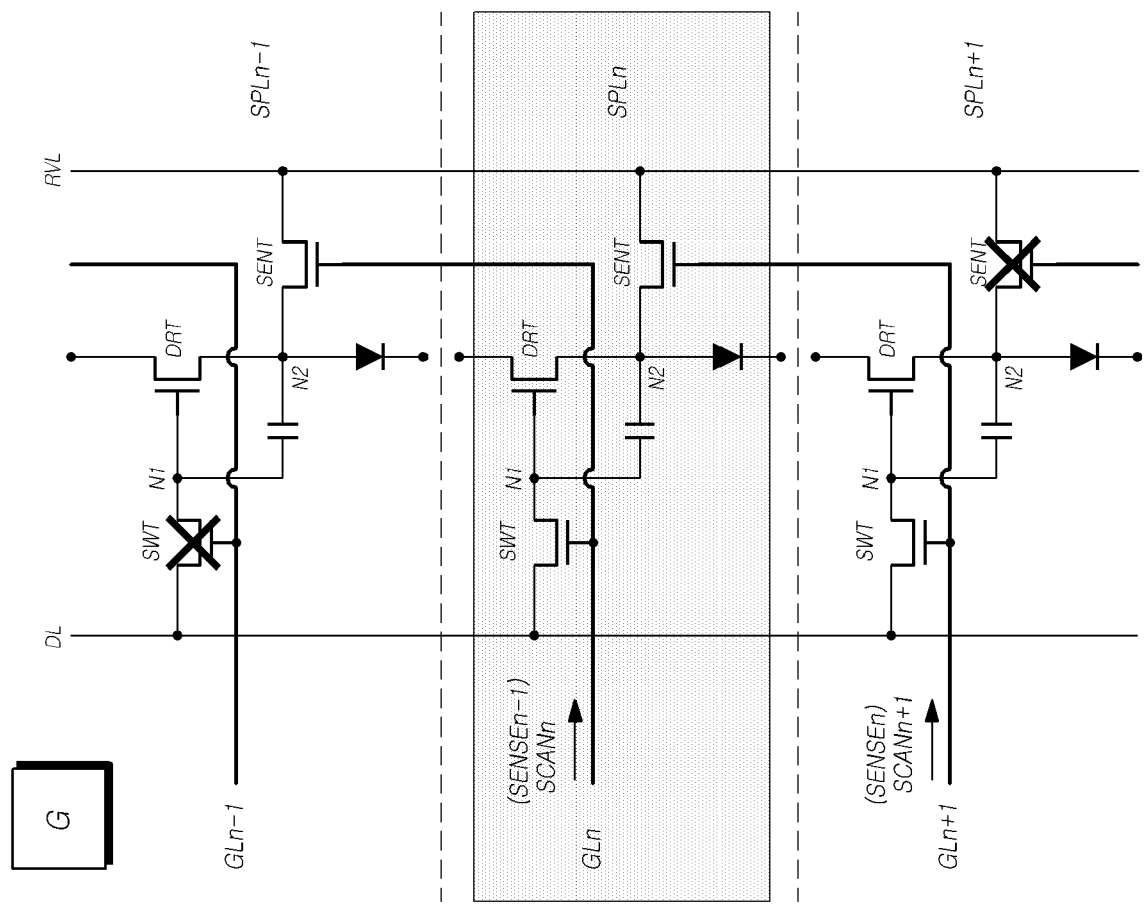 G
DL
RVL
SWT
N1
DRT
N2
SENT
GLn-1
SPLn-1
SWT
N1
DRT
N2
SENT
(SENSEn-1)
SCANn
GLn
SPLn
SWT
N1
DRT
N2
SENT
(SENSEn)
SCANn+1
GLn+1
SPLn+1